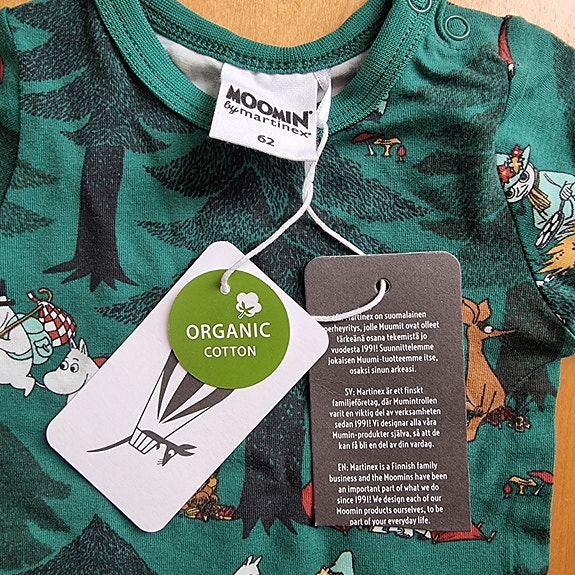 MOOMIN®
by martinex®
62
ORGANIC
COTTON
Martinex on suomalainen
perheyritys, jolle Muumit ovat olleet
tärkeänä osana tekemistä jo
vuodesta 1991! Suunnittelemme
jokaisen Muumi-tuotteemme itse,
osaksi sinun arkeasi.
SV: Martinex är ett finskt
familjeföretag, där Mumintrollen
varit en viktig del av verksamheten
sedan 1991! Vi designar alla våra
Mumin-produkter själva, så att de
kan få bli en del av din vardag.
EN: Martinex is a Finnish family
business and the Moomins have been
an important part of what we do
since 1991! We design each of our
Moomin products ourselves, to be
part of your everyday life.